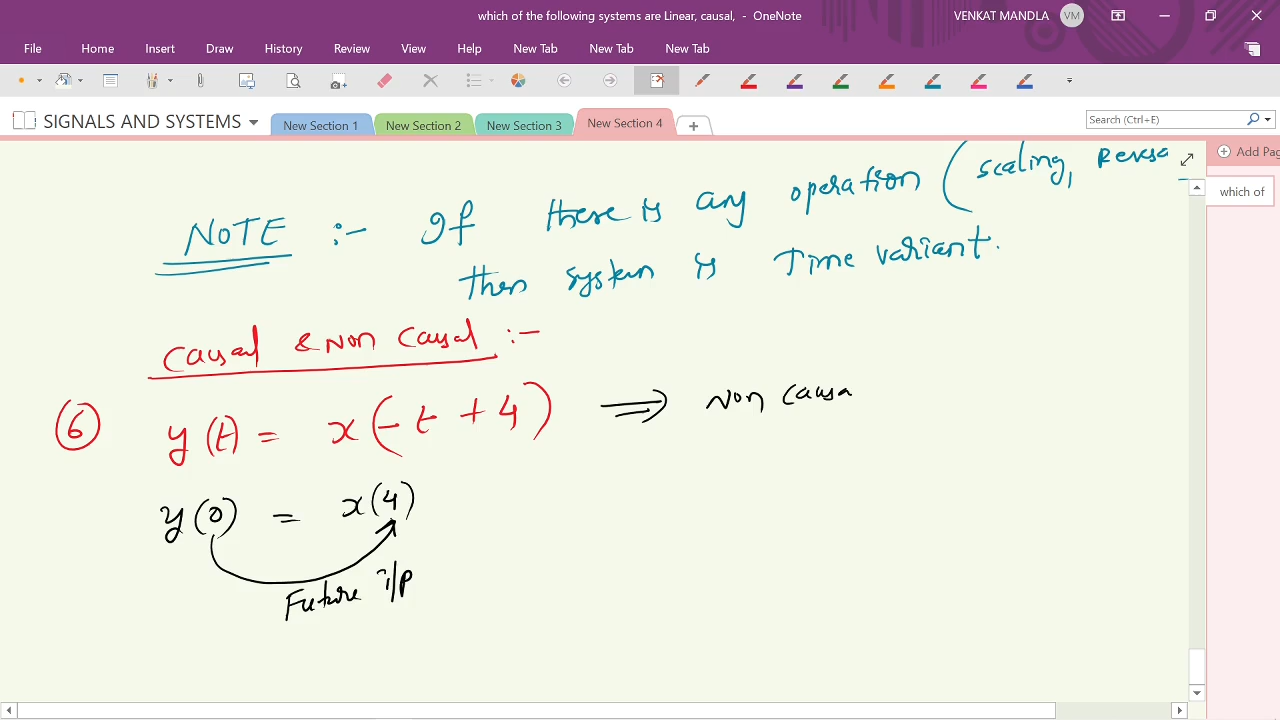 which of the following systems are Linear, causal, - OneNote
VENKAT MANDLA VM
File Home Insert Draw History Review View Help New Tab New Tab New Tab
SIGNALS AND SYSTEMS New Section 1 New Section 2 New Section 3 New Section 4 Search (Ctrl+E)
Add Pag
which of
NOTE :- If there is any operation (scaling, Reversa
then system is Time variant.
Causal & Non Causal :-
6 y(t) = x(-t+4) ⇒ Non Causa
y(0) = x(4)
Future i/p